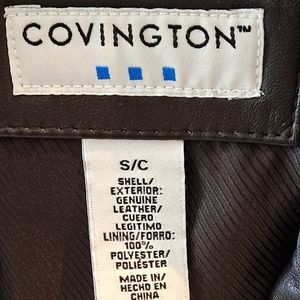 COVINGTON™
S/C
SHELL/
EXTERIOR:
GENUINE
LEATHER/
CUERO
LEGITIMO
LINING/FORRO:
100%
POLYESTER/
POLIÉSTER
MADE IN/
HECHO EN
CHINA